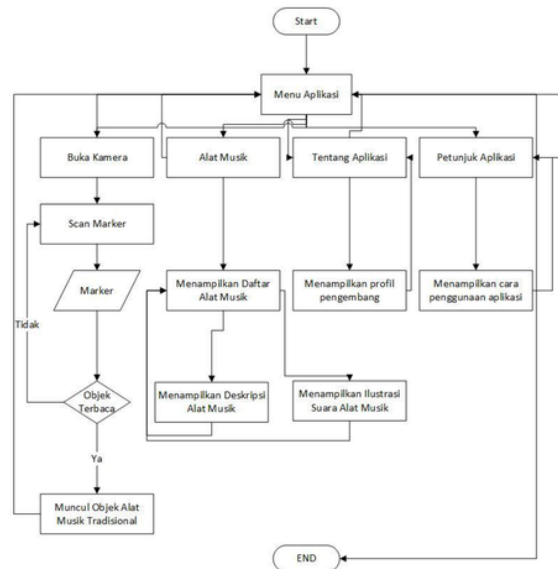 Start
Menu Aplikasi
Buka Kamera
Alat Musik
Tentang Aplikasi
Petunjuk Aplikasi
Scan Marker
Marker
Menampilkan Daftar
Alat Musik
Menampilkan profil
pengembang
Menampilkan cara
penggunaan aplikasi
Tidak
Objek
Terbaca
Menampilkan Deskripsi
Alat Musik
Menampilkan Ilustrasi
Suara Alat Musik
Ya
Muncul Objek Alat
Musik Tradisional
END